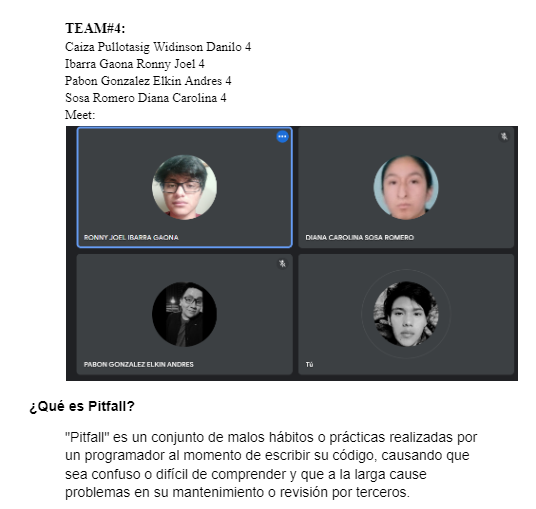 TEAM#4:
Caiza Pullotasig Widinson Danilo 4
Ibarra Gaona Ronny Joel 4
Pabon Gonzalez Elkin Andres 4
Sosa Romero Diana Carolina 4
Meet:
RONNY JOEL IBARRA GAONA
DIANA CAROLINA SOSA ROMERO
PABON GONZALEZ ELKIN ANDRES
Tú
¿Qué es Pitfall?
"Pitfall" es un conjunto de malos hábitos o prácticas realizadas por
un programador al momento de escribir su código, causando que
sea confuso o difícil de comprender y que a la larga cause
problemas en su mantenimiento o revisión por terceros.